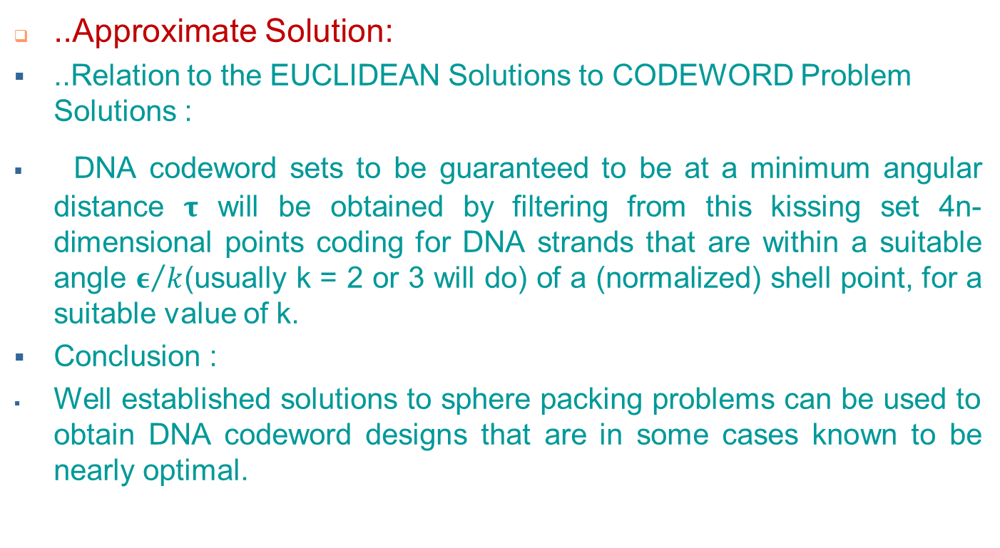 ..Approximate Solution:
..Relation to the EUCLIDEAN Solutions to CODEWORD Problem
Solutions :
DNA codeword sets to be guaranteed to be at a minimum angular
distance τ will be obtained by filtering from this kissing set 4n-
dimensional points coding for DNA strands that are within a suitable
angle ϵ/k(usually k = 2 or 3 will do) of a (normalized) shell point, for a
suitable value of k.
Conclusion :
Well established solutions to sphere packing problems can be used to
obtain DNA codeword designs that are in some cases known to be
nearly optimal.